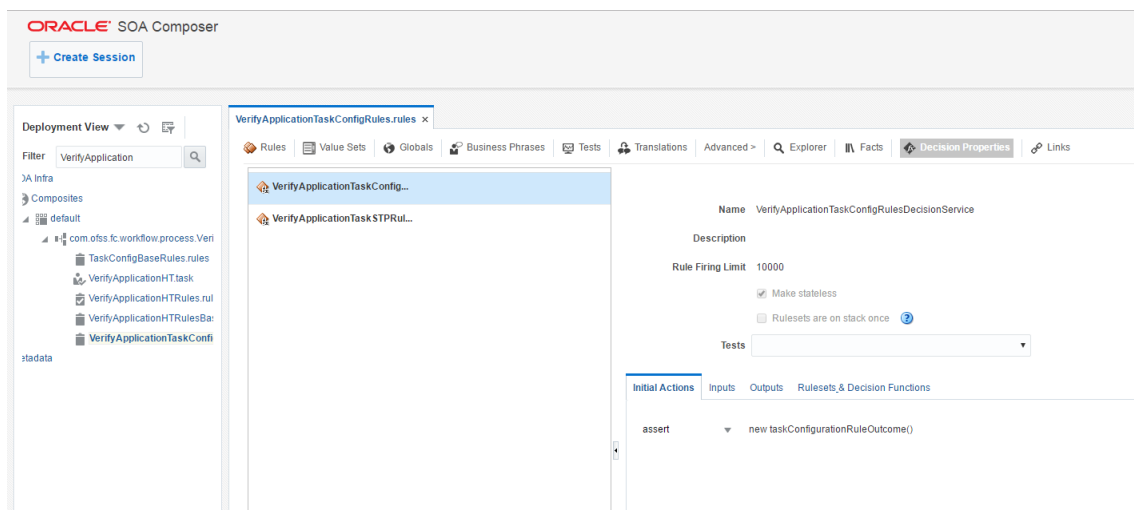 ORACLE® SOA Composer
Create Session
Deployment View
Filter VerifyApplication
OA Infra
Composites
default
com.ofss.fc.workflow.process.Veri
TaskConfigBaseRules.rules
VerifyApplicationHT.task
VerifyApplicationHTRules.rul
VerifyApplicationHTRulesBa
VerifyApplicationTaskConfi
etadata
VerifyApplicationTaskConfigRules.rules ×
Rules Value Sets Globals Business Phrases Tests Translations Advanced > Explorer Facts Decision Properties Links
VerifyApplicationTaskConfig...
VerifyApplicationTaskSTPRul...
Name VerifyApplicationTaskConfigRulesDecisionService
Description
Rule Firing Limit 10000
Make stateless
Rulesets are on stack once ?
Tests
Initial Actions Inputs Outputs Rulesets & Decision Functions
assert new taskConfigurationRuleOutcome()